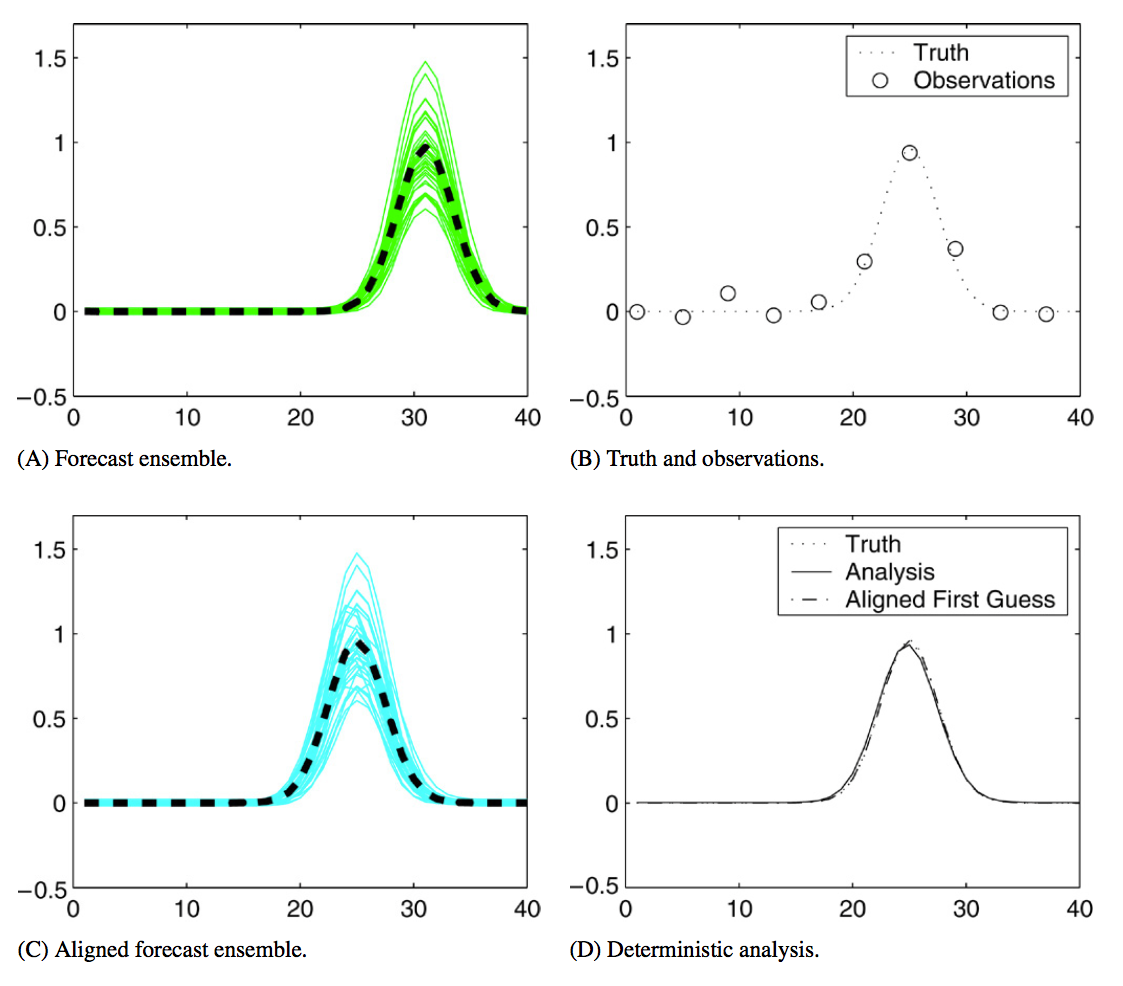 1.5
1
0.5
0
−0.5
0 10 20 30 40
(A) Forecast ensemble.
1.5
1
0.5
0
−0.5
0 10 20 30 40
Truth
Observations
(B) Truth and observations.
1.5
1
0.5
0
−0.5
0 10 20 30 40
(C) Aligned forecast ensemble.
1.5
1
0.5
0
−0.5
0 10 20 30 40
Truth
Analysis
Aligned First Guess
(D) Deterministic analysis.